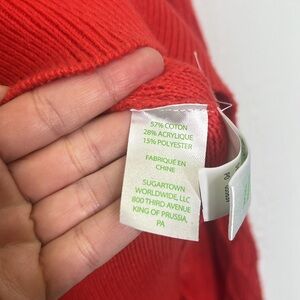 57% COTON
28% ACRYLIQUE
15% POLYESTER
FABRIQUÉ EN
CHINE
SUGARTOWN
WORLDWIDE, LLC
800 THIRD AVENUE
KING OF PRUSSIA,
PA